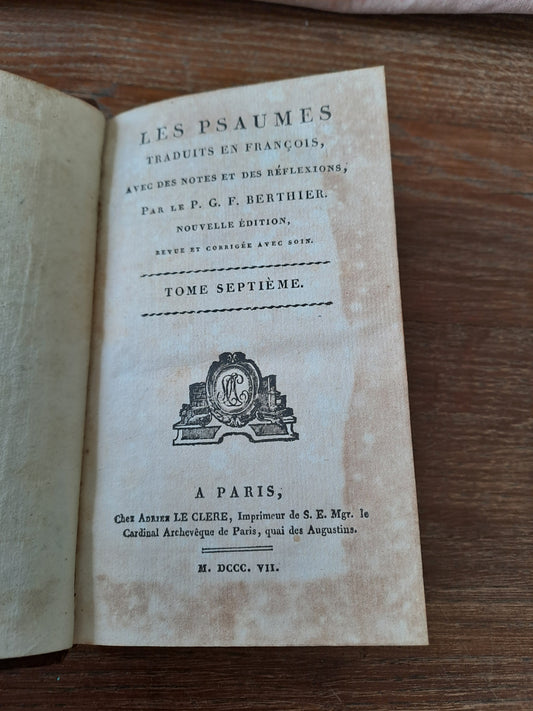 LES PSAUMES
TRADUITS EN FRANÇOIS,
AVEC DES NOTES ET DES RÉFLEXIONS,
PAR LE P. G. F. BERTHIER.
NOUVELLE ÉDITION,
REVUE ET CORRIGÉE AVEC SOIN.
TOME SEPTIÈME.
A PARIS,
Chez ADRIEN LE CLERE, Imprimeur de S. E. Mgr. le
Cardinal Archevêque de Paris, quai des Augustins.
M. DCCC. VII.